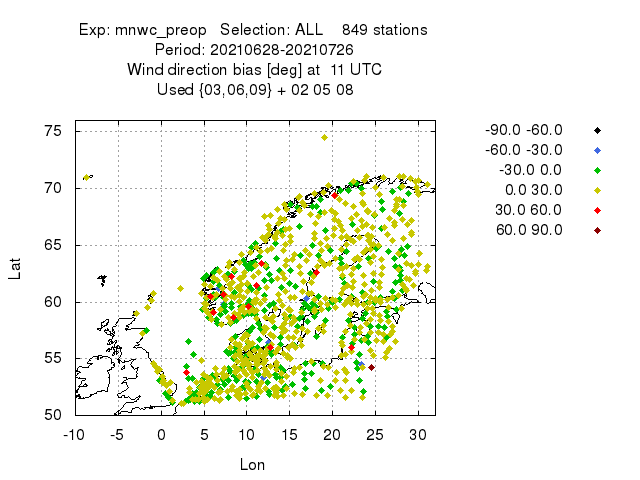 Exp: mnwc_preop   Selection: ALL    849 stations
Period: 20210628-20210726
Wind direction bias [deg] at  11 UTC
Used {03,06,09} + 02 05 08
-90.0 -60.0
-60.0 -30.0
-30.0 0.0
0.0 30.0
30.0 60.0
60.0 90.0
75
70
65
60
55
50
Lat
-10 -5 0 5 10 15 20 25 30
Lon